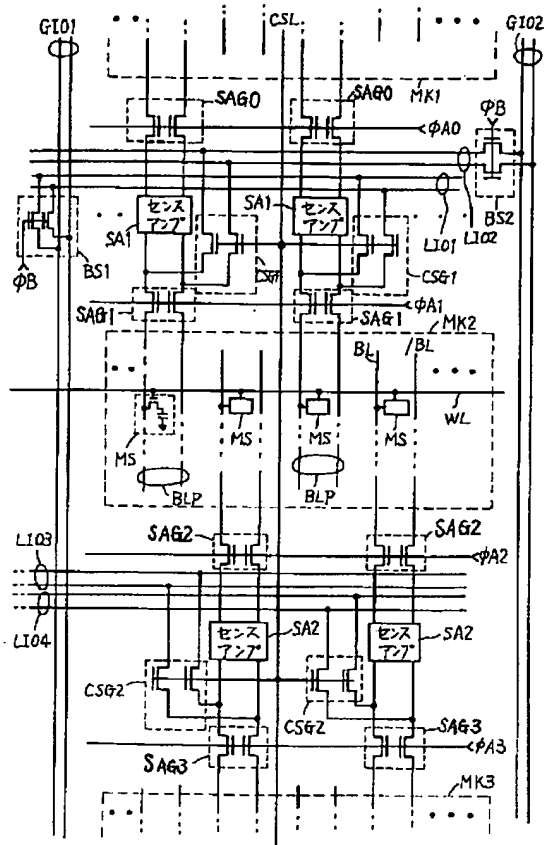 GIO1
CSL
GIO2
SAG0
SAG0
MK1
φA0
φB
LIO1
LIO2
BS2
SA1
センス
アンプ
SA1
センス
アンプ
BS1
φB
CSG1
SAG1
SAG1
φA1
MK2
BL
BL
WL
MS
MS
MS
MS
BLP
BLP
SAG2
SAG2
LIO3
φA2
LIO4
センス
アンプ
SA2
センス
アンプ
SA2
CSG2
CSG2
SAG3
SAG3
φA3
MK3